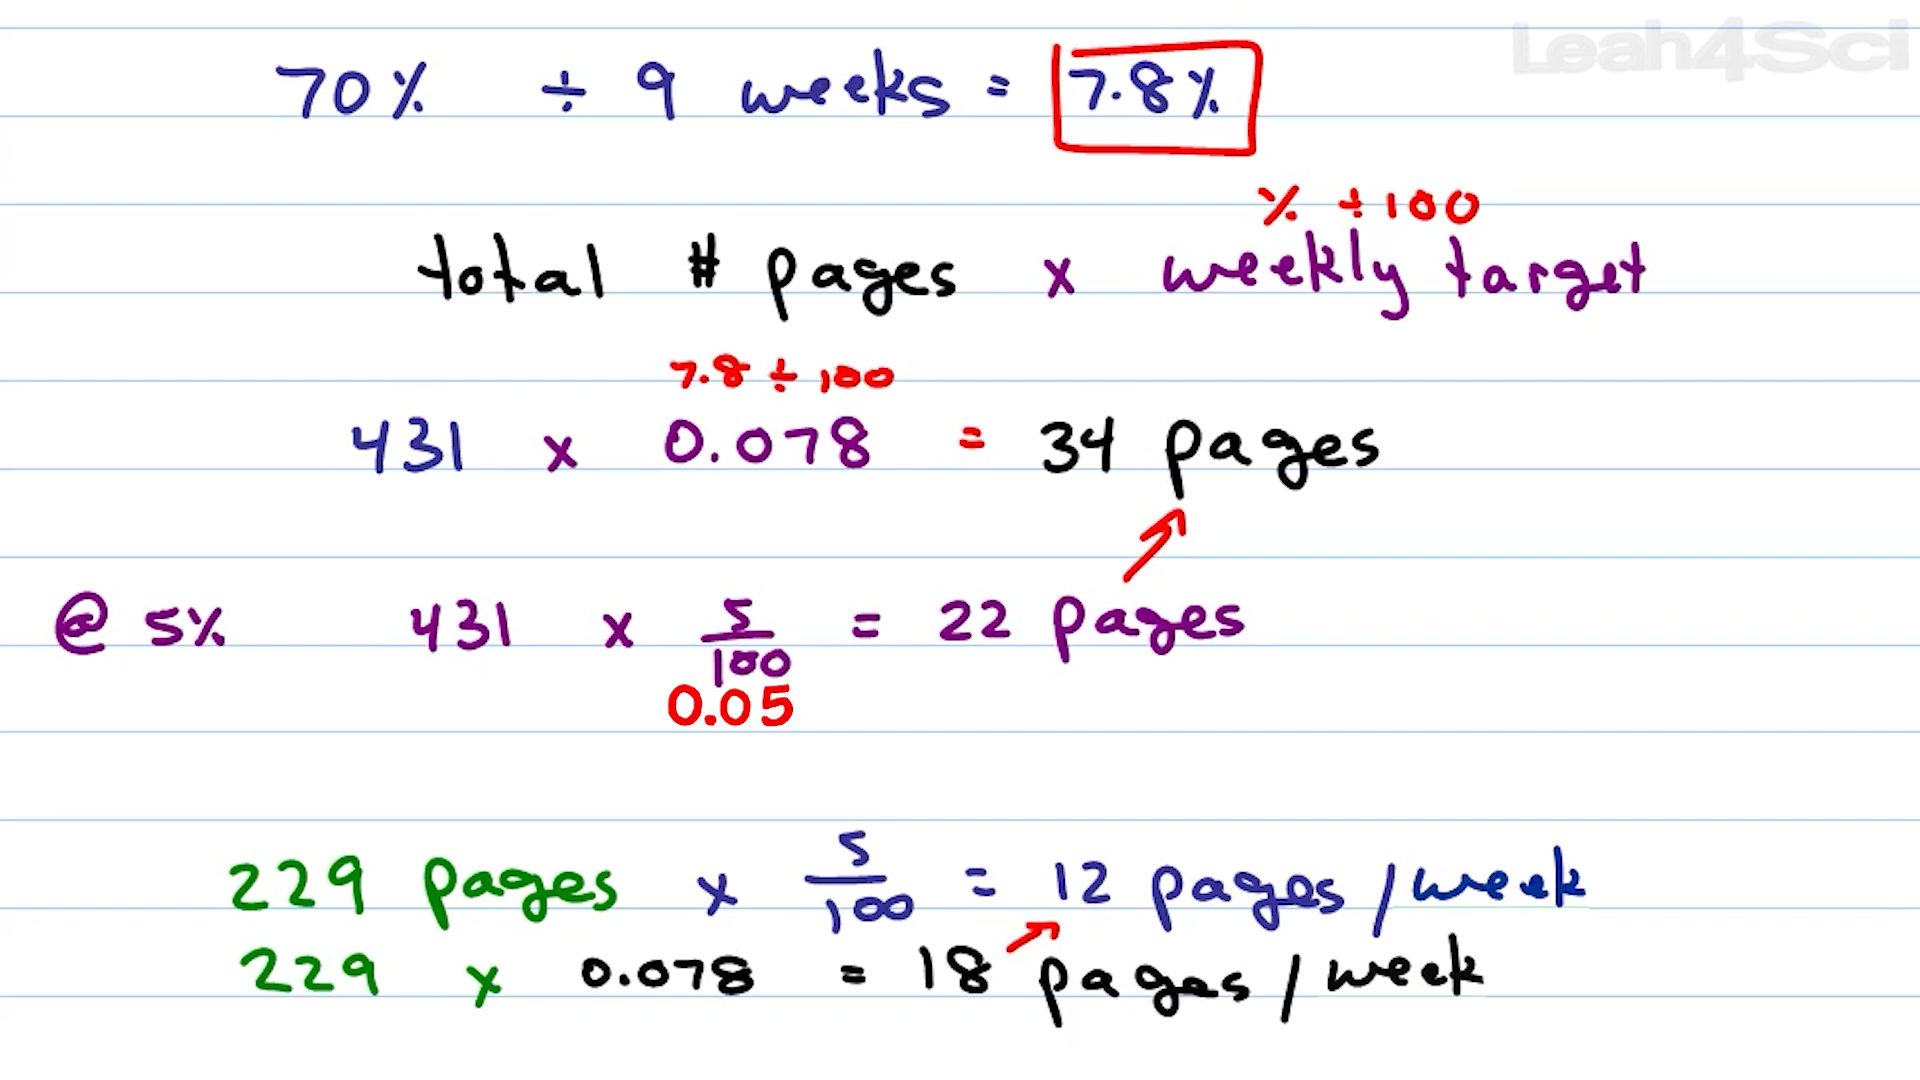 Leah4Sci
70% ÷ 9 weeks = 7.8%
% ÷100
total # pages x weekly target
7.8 ÷ 100
431 x 0.078 = 34 pages
@ 5% 431 x 5/100 = 22 pages
0.05
229 pages x 5/100 = 12 pages / week
229 x 0.078 = 18 pages / week